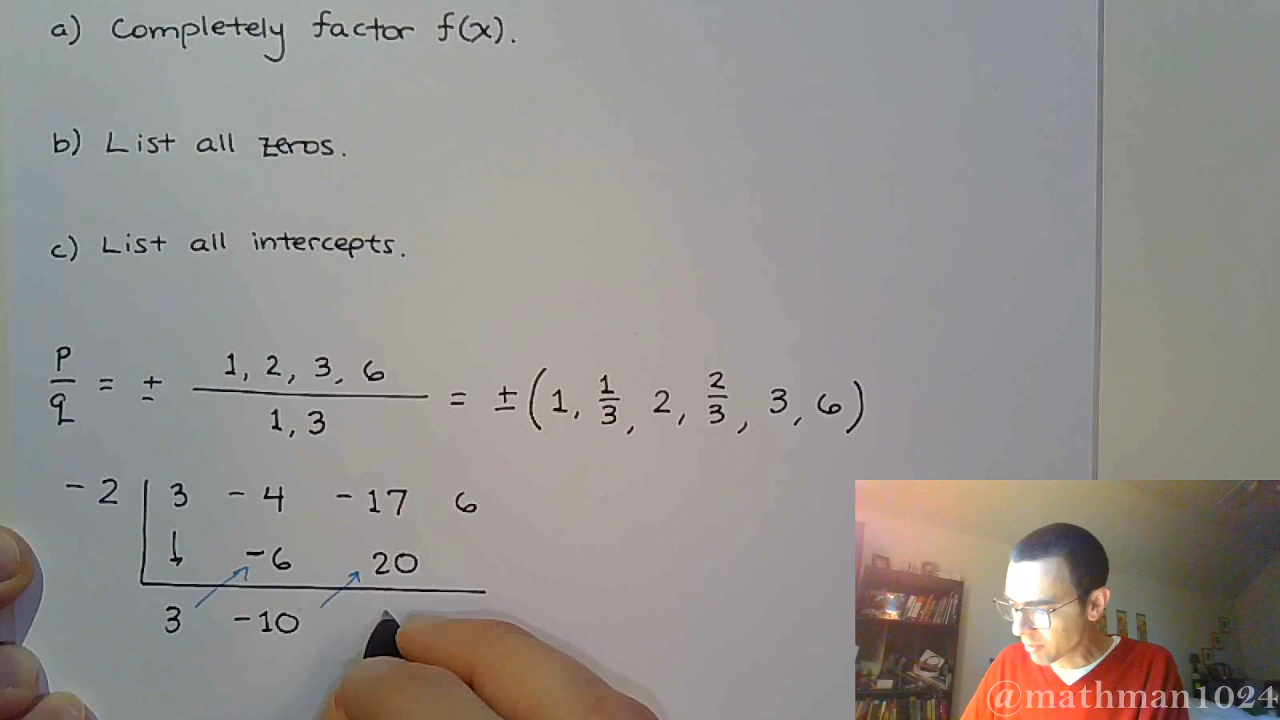 a) Completely factor f(x).
b) List all zeros.
c) List all intercepts.
p/q = ± 1, 2, 3, 6 / 1, 3 = ± (1, 1/3, 2, 2/3, 3, 6)
-2 | 3 -4 -17 6
↓ -6 20
3 -10
@mathman1024